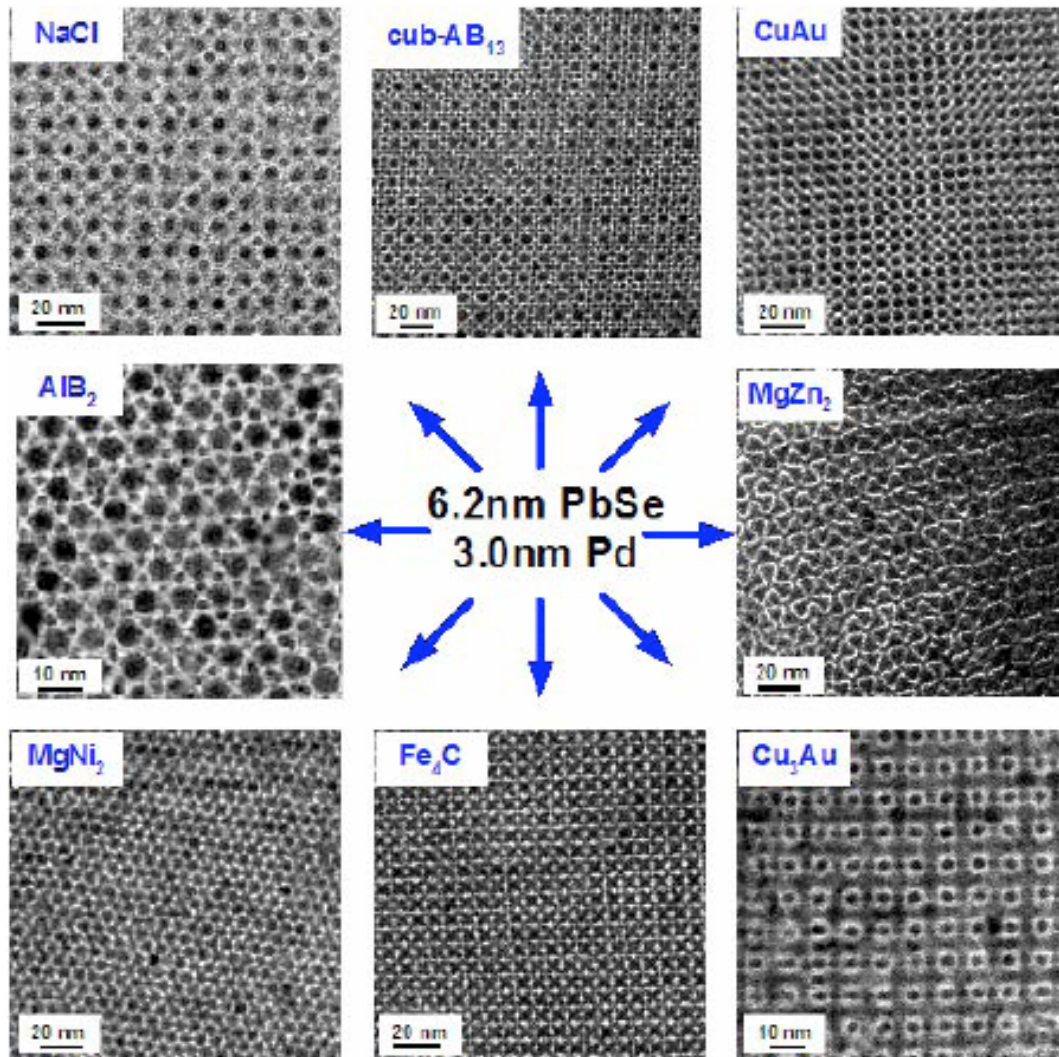 NaCl
cub-AB₁₃
CuAu
20 nm
20 nm
20 nm
AlB₂
MgZn₂
6.2nm PbSe
3.0nm Pd
10 nm
20 nm
MgNi₂
Fe₄C
Cu₃Au
20 nm
20 nm
10 nm